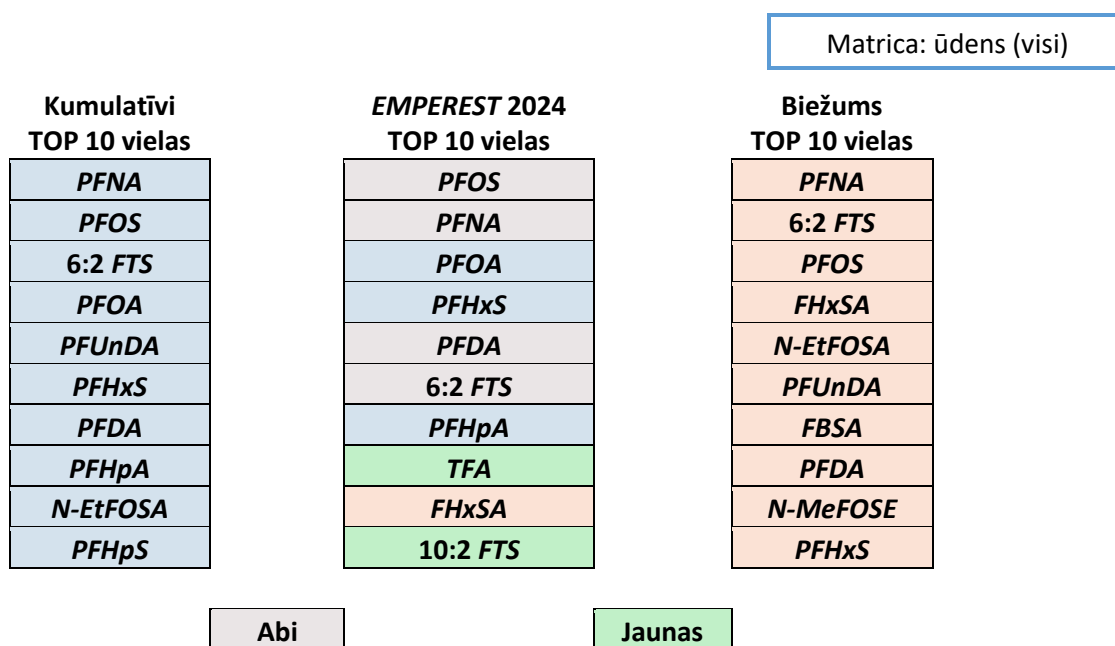 Matrica: ūdens (visi)
Kumulatīvi
TOP 10 vielas
PFNA
PFOS
6:2 FTS
PFOA
PFUnDA
PFHxS
PFDA
PFHpA
N-EtFOSA
PFHpS
EMPEREST 2024
TOP 10 vielas
PFOS
PFNA
PFOA
PFHxS
PFDA
6:2 FTS
PFHpA
TFA
FHxSA
10:2 FTS
Biežums
TOP 10 vielas
PFNA
6:2 FTS
PFOS
FHxSA
N-EtFOSA
PFUnDA
FBSA
PFDA
N-MeFOSE
PFHxS
Abi
Jaunas